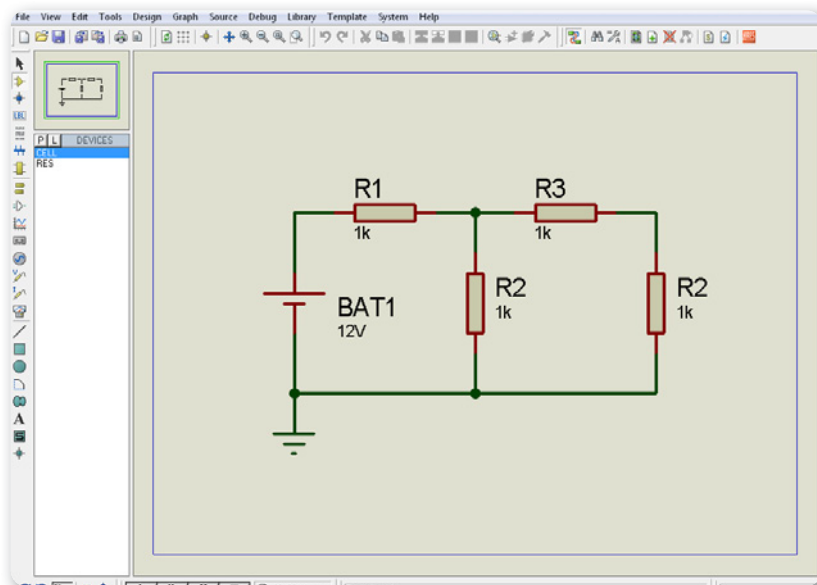 File View Edit Tools Design Graph Source Debug Library Template System Help
LBL
P L DEVICES
CELL
RES
A
S
R1
1k
R3
1k
BAT1
12V
R2
1k
R2
1k